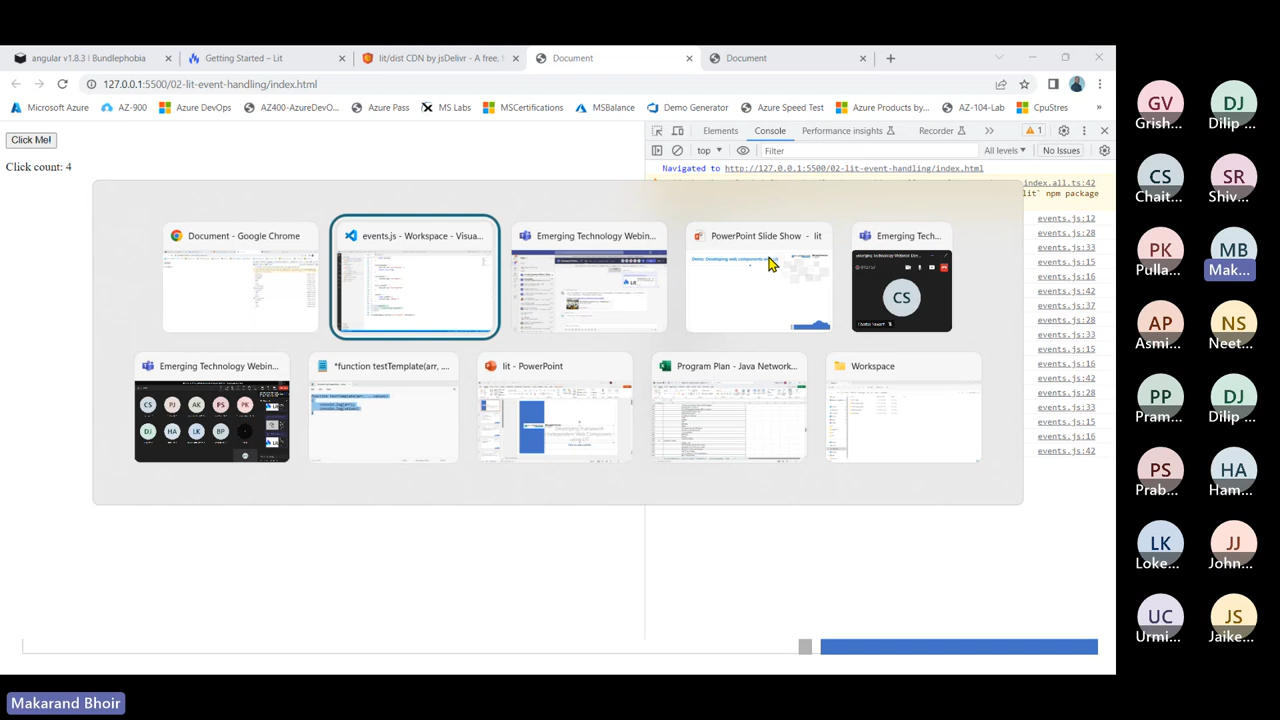 angular v1.8.3 | Bundlephobia
Getting Started – Lit
lit/dist CDN by jsDelivr - A free,
Document
Document
127.0.0.1:5500/02-lit-event-handling/index.html
Microsoft Azure
AZ-900
Azure DevOps
AZ400-AzureDevO...
Azure Pass
MS Labs
MSCertifications
MSBalance
Demo Generator
Azure Speed Test
Azure Products by...
AZ-104-Lab
CpuStres
»
Click Me!
Click count: 4
Elements
Console
Performance insights
Recorder
»
1
top
Filter
All levels
No Issues
Navigated to http://127.0.0.1:5500/02-lit-event-handling/index.html
index.all.ts:42
lit` npm package
events.js:12
events.js:28
events.js:33
events.js:15
events.js:16
events.js:42
events.js:37
events.js:28
events.js:33
events.js:15
events.js:16
events.js:42
events.js:28
events.js:33
events.js:15
events.js:16
events.js:42
Document - Google Chrome
events.js - Workspace - Visua...
Emerging Technology Webin...
PowerPoint Slide Show - lit
Emerging Tech...
CS
Emerging Technology Webin...
*function testTemplate(arr, ...
lit - PowerPoint
Program Plan - Java Network...
Workspace
GV
Grish...
DJ
Dilip ...
CS
Chait...
SR
Shiv...
PK
Pulla...
MB
Mak...
AP
Asmi...
NS
Neet...
PP
Pram...
DJ
Dilip ...
PS
Prab...
HA
Ham...
LK
Loke...
JJ
John...
UC
Urmi...
JS
Jaike...
Makarand Bhoir